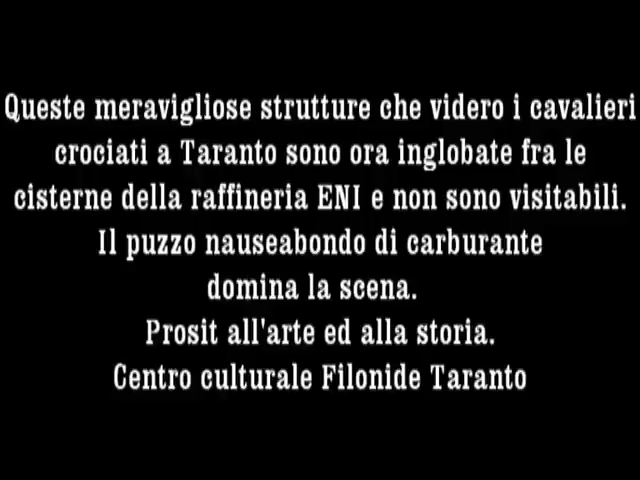 Queste meravigliose strutture che videro i cavalieri
crociati a Taranto sono ora inglobate fra le
cisterne della raffineria ENI e non sono visitabili.
Il puzzo nauseabondo di carburante
domina la scena.
Prosit all'arte ed alla storia.
Centro culturale Filonide Taranto